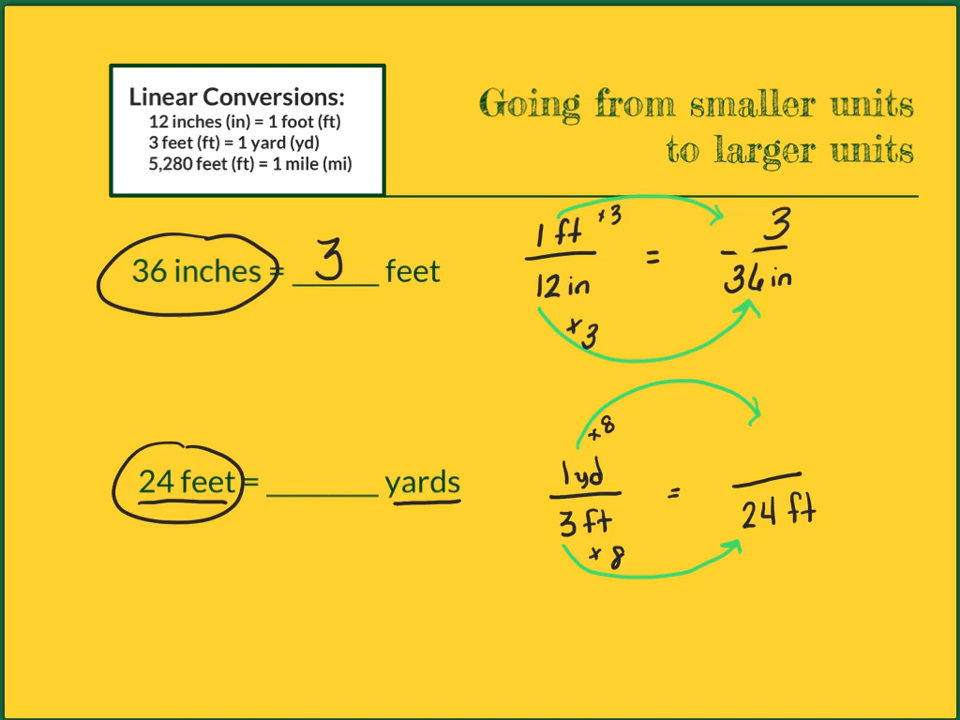 Linear Conversions:
12 inches (in) = 1 foot (ft)
3 feet (ft) = 1 yard (yd)
5,280 feet (ft) = 1 mile (mi)
Going from smaller units
to larger units
36 inches = 3 feet
1 ft ×3
12 in
×3
=
- 3
36 in
24 feet = ______ yards
×8
1 yd
3 ft
× 8
=
24 ft